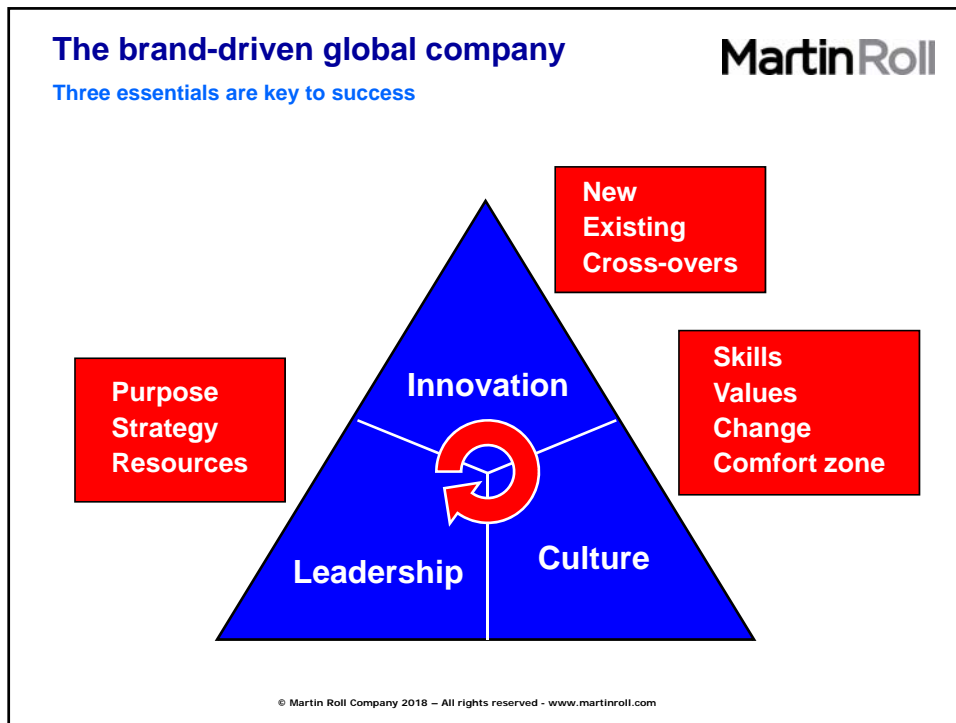 The brand-driven global company
MartinRoll
Three essentials are key to success
New
Existing
Cross-overs
Purpose
Strategy
Resources
Innovation
Skills
Values
Change
Comfort zone
Leadership
Culture
© Martin Roll Company 2018 – All rights reserved - www.martinroll.com